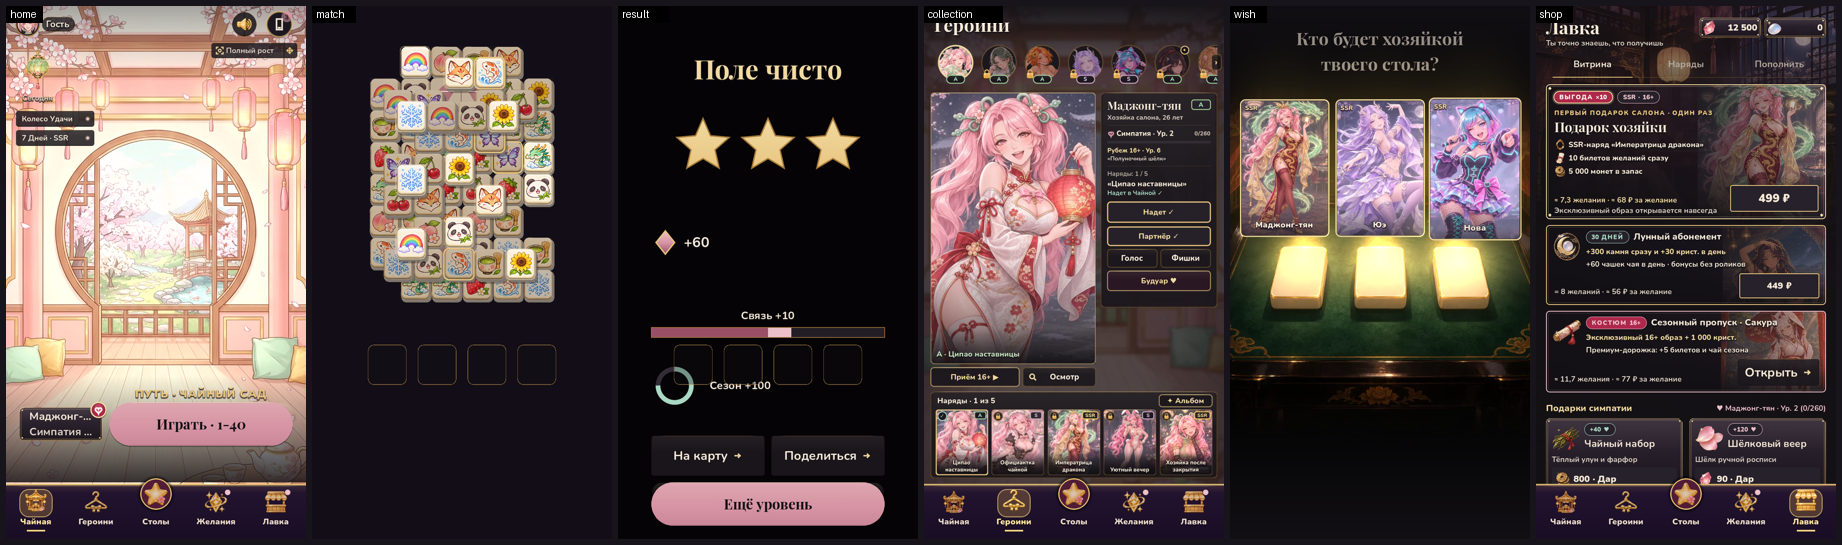 home
Гость
Полный рост
Сегодня
Колесо Удачи
7 Дней · SSR
ПУТЬ · ЧАЙНЫЙ САД
Маджонг-...
Симпатия ...
Играть · 1-40
Чайная
Героини
Столы
Желания
Лавка
match
result
Поле чисто
+60
Связь +10
Сезон +100
На карту →
Поделиться →
Ещё уровень
collection
Героини
A
A
A
S
S
A
A
Маджонг-тян
A
Хозяйка салона, 26 лет
Симпатия · Ур. 2
0/260
Рубеж 16+ · Ур. 6
«Полуночный шёлк»
Наряды: 1 / 5
«Ципао наставницы»
Надет в Чайной ✓
Надет ✓
Партнёр ✓
Голос
Фишки
Будуар ♥
A · Ципао наставницы
Приём 16+ ▶
Осмотр
Наряды · 1 из 5
+ Альбом
A
S
SSR
S
SSR
Ципао наставницы
Официантка чайной
Императрица дракона
Уютный вечер
Хозяйка после закрытия
Чайная
Героини
Столы
Желания
Лавка
wish
Кто будет хозяйкой
твоего стола?
SSR
SSR
SSR
Маджонг-тян
Юэ
Нова
shop
Лавка
12 500
0
Ты точно знаешь, что получишь
Витрина
Наряды
Пополнить
ВЫГОДА ×10
SSR · 16+
ПЕРВЫЙ ПОДАРОК САЛОНА · ОДИН РАЗ
Подарок хозяйки
SSR-наряд «Императрица дракона»
10 билетов желаний сразу
5 000 монет в запас
≈ 7,3 желания · ≈ 68 ₽ за желание
Эксклюзивный образ открывается навсегда
499 ₽
30 ДНЕЙ
Лунный абонемент
+300 камня сразу и +30 крист. в день
+60 чашек чая в день · бонусы без роликов
≈ 8 желаний · ≈ 56 ₽ за желание
449 ₽
КОСТЮМ 16+
Сезонный пропуск · Сакура
Эксклюзивный 16+ образ + 1 000 крист.
Премиум-дорожка: +5 билетов и чай сезона
≈ 11,7 желания · ≈ 77 ₽ за желание
Открыть →
Подарки симпатии
♥ Маджонг-тян · Ур. 2 (0/260)
+40 ♥
Чайный набор
Тёплый улун и фарфор
800 · Дар
+120 ♥
Шёлковый веер
Шёлк ручной росписи
90 · Дар
Чайная
Героини
Столы
Желания
Лавка